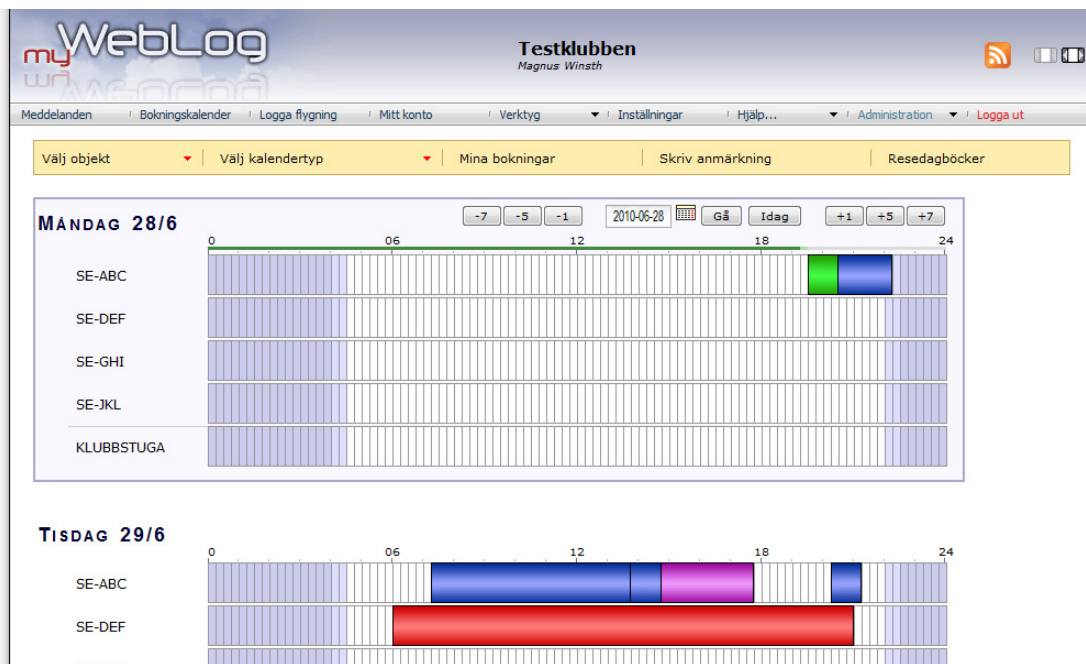 myWebLog
Testklubben
Magnus Winsth
Meddelanden Bokningskalender Logga flygning Mitt konto Verktyg Inställningar Hjälp... Administration Logga ut
Välj objekt Välj kalendertyp Mina bokningar Skriv anmärkning Resedagböcker
MÅNDAG 28/6 -7 -5 -1 2010-06-28 Gå Idag +1 +5 +7
0 06 12 18 24
SE-ABC
SE-DEF
SE-GHI
SE-JKL
KLUBBSTUGA
TISDAG 29/6
0 06 12 18 24
SE-ABC
SE-DEF